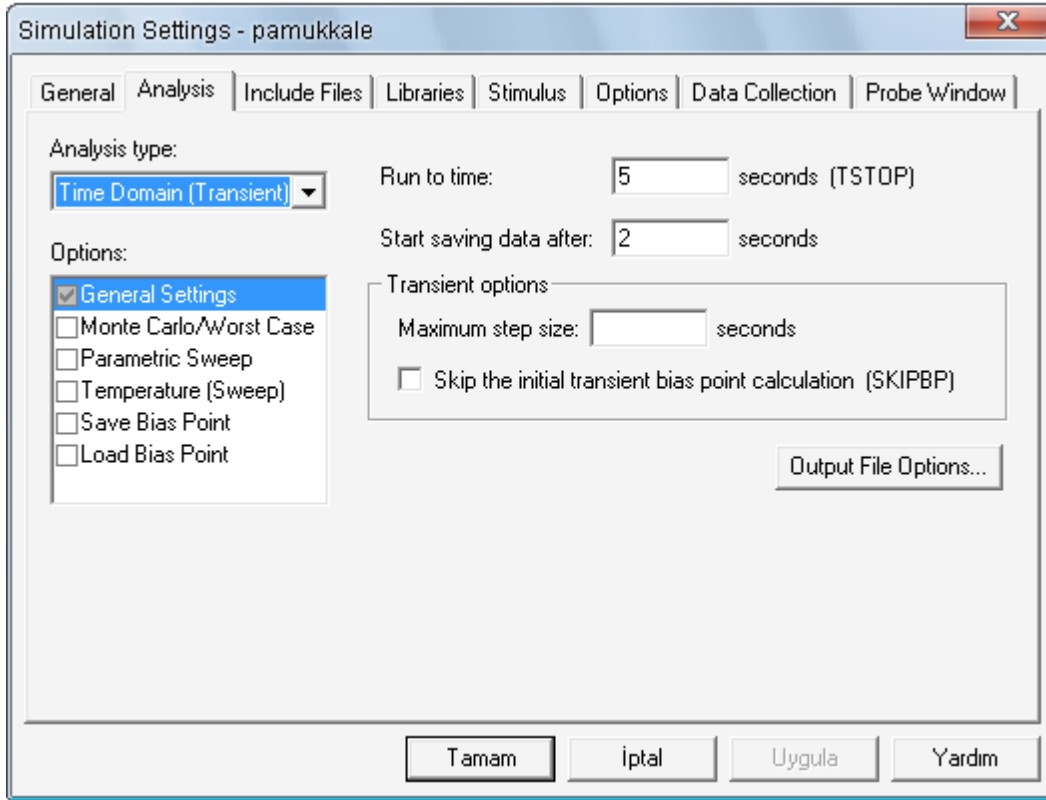 Simulation Settings - pamukkale
General Analysis Include Files Libraries Stimulus Options Data Collection Probe Window
Analysis type:
Time Domain (Transient)
Run to time: 5 seconds (TSTOP)
Start saving data after: 2 seconds
Options:
General Settings
Monte Carlo/Worst Case
Parametric Sweep
Temperature (Sweep)
Save Bias Point
Load Bias Point
Transient options
Maximum step size: seconds
Skip the initial transient bias point calculation (SKIPBP)
Output File Options...
Tamam İptal Uygula Yardım